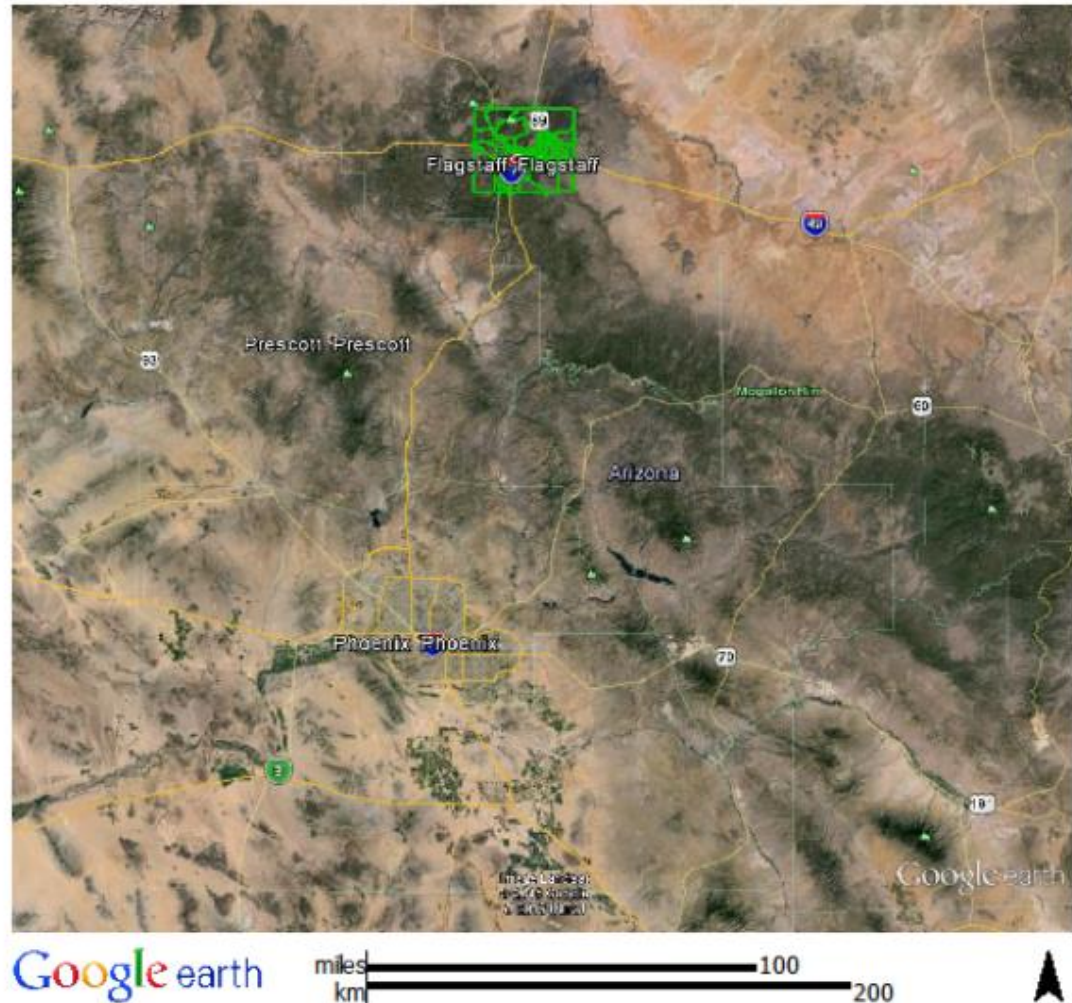 89
Flagstaff Flagstaff
40
Prescott Prescott
93
Mogollon Rim
60
Arizona
Phoenix Phoenix
70
8
191
Google earth
Google earth
miles 100
km 200